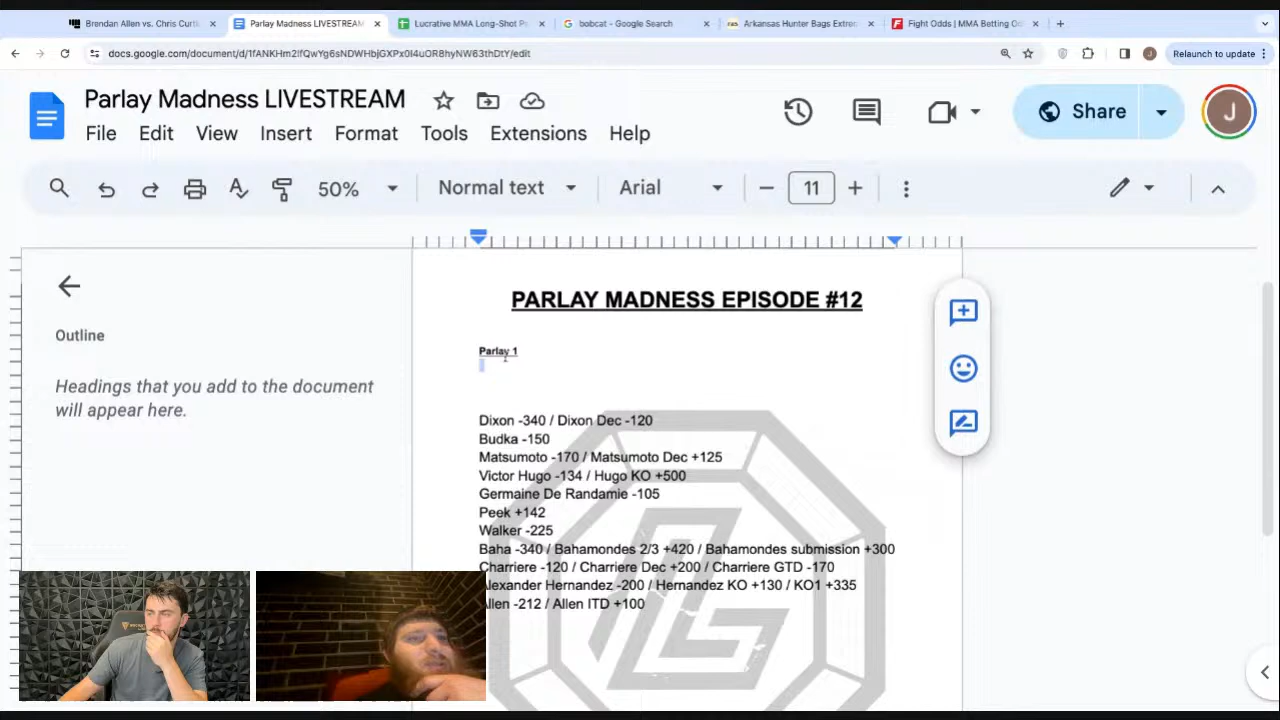 Brendan Allen vs. Chris Curti
Parlay Madness LIVESTREAM
Lucrative MMA Long-Shot P
bobcat - Google Search
Arkansas Hunter Bags Extrem
Fight Odds | MMA Betting Od
docs.google.com/document/d/1fANKHm2IfQwYg6sNDWHbjGXPx0I4uOR8hyNW63thDtY/edit
Relaunch to update
Parlay Madness LIVESTREAM
Share
J
File Edit View Insert Format Tools Extensions Help
50% Normal text Arial 11
PARLAY MADNESS EPISODE #12
Outline
Headings that you add to the document
will appear here.
Parlay 1
Dixon -340 / Dixon Dec -120
Budka -150
Matsumoto -170 / Matsumoto Dec +125
Victor Hugo -134 / Hugo KO +500
Germaine De Randamie -105
Peek +142
Walker -225
Baha -340 / Bahamondes 2/3 +420 / Bahamondes submission +300
Charriere -120 / Charriere Dec +200 / Charriere GTD -170
Alexander Hernandez -200 / Hernandez KO +130 / KO1 +335
Allen -212 / Allen ITD +100